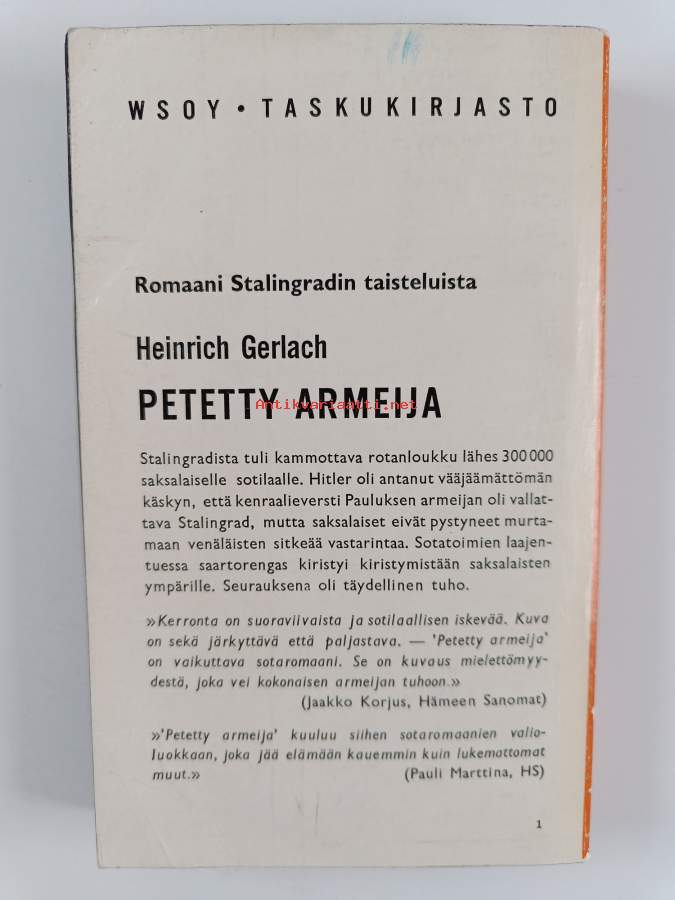 WSOY • TASKUKIRJASTO
Romaani Stalingradin taisteluista
Heinrich Gerlach
PETETTY ARMEIJA
Antikvariaatti.net
Stalingradista tuli kammottava rotanloukku lähes 300 000
saksalaiselle sotilaalle. Hitler oli antanut vääjäämättömän
käskyn, että kenraalieversti Pauluksen armeijan oli vallat-
tava Stalingrad, mutta saksalaiset eivät pystyneet murta-
maan venäläisten sitkeää vastarintaa. Sotatoimien laajen-
tuessa saartorengas kiristyi kiristymistään saksalaisten
ympärille. Seurauksena oli täydellinen tuho.
»Kerronta on suoraviivaista ja sotilaallisen iskevää. Kuva
on sekä järkyttävä että paljastava. — 'Petetty armeija'
on vaikuttava sotaromaani. Se on kuvaus mielettömyy-
destä, joka vei kokonaisen armeijan tuhoon.»
(Jaakko Korjus, Hämeen Sanomat)
»'Petetty armeija' kuuluu siihen sotaromaanien valio-
luokkaan, joka jää elämään kauemmin kuin lukemattomat
muut.» (Pauli Marttina, HS)
1